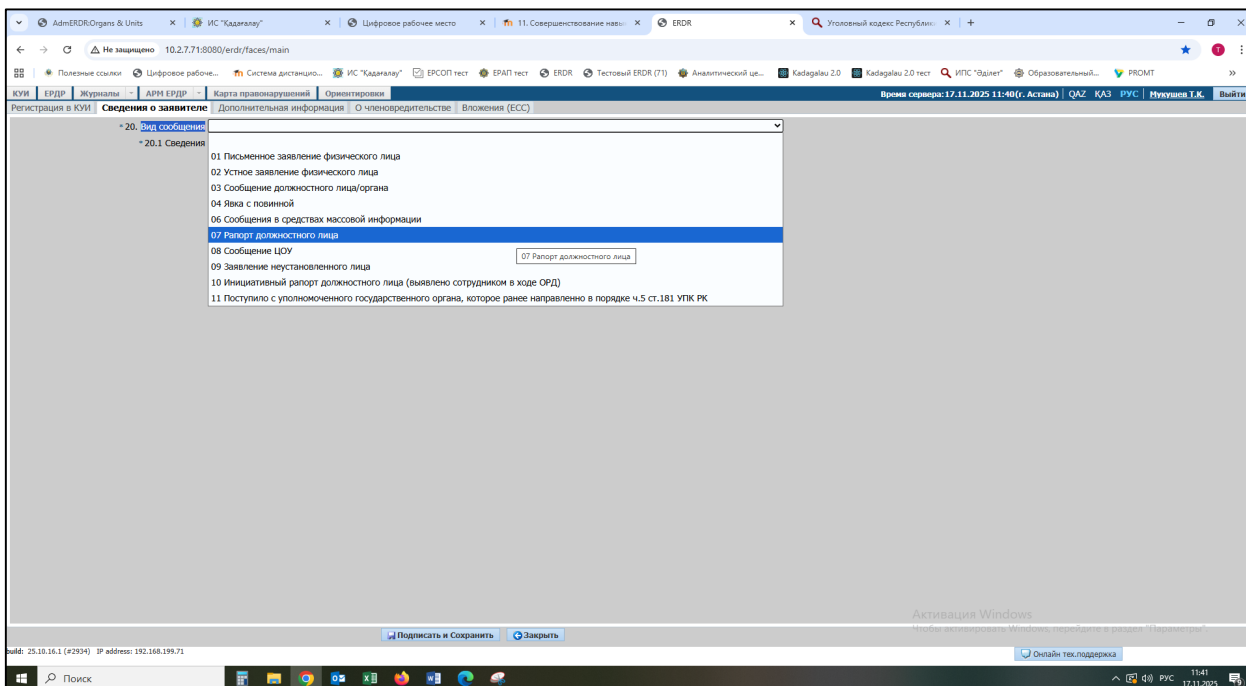 AdmERDR:Organs & Units
ИС "Қадағалау"
Цифровое рабочее место
11. Совершенствование навы
ERDR
Уголовный кодекс Республик
Не защищено 10.2.7.71:8080/erdr/faces/main
T
Полезные ссылки
Цифровое рабоче...
Система дистанцио...
ИС "Қадағалау"
ЕРСОП тест
ЕРАП тест
ERDR
Тестовый ERDR (71)
Аналитический це...
Kadagalau 2.0
Kadagalau 2.0 тест
ИПС "Әділет"
Образовательный...
PROMT
КУИ ЕРДР Журналы АРМ ЕРДР Карта правонарушений Ориентировки
Время сервера:17.11.2025 11:40(г. Астана) QAZ ҚАЗ РУС Мукушев Т.К. Выйти
Регистрация в КУИ Сведения о заявителе Дополнительная информация О членовредительстве Вложения (ЕСС)
* 20. Вид сообщения
* 20.1 Сведения
01 Письменное заявление физического лица
02 Устное заявление физического лица
03 Сообщение должностного лица/органа
04 Явка с повинной
06 Сообщения в средствах массовой информации
07 Рапорт должностного лица
08 Сообщение ЦОУ
07 Рапорт должностного лица
09 Заявление неустановленного лица
10 Инициативный рапорт должностного лица (выявлено сотрудником в ходе ОРД)
11 Поступило с уполномоченного государственного органа, которое ранее направленно в порядке ч.5 ст.181 УПК РК
Активация Windows
Чтобы активировать Windows, перейдите в раздел "Параметры".
Подписать и Сохранить Закрыть
build: 25.10.16.1 (#2934) IP address: 192.168.199.71
Онлайн тех.поддержка
Поиск
РУС
11:41
17.11.2025